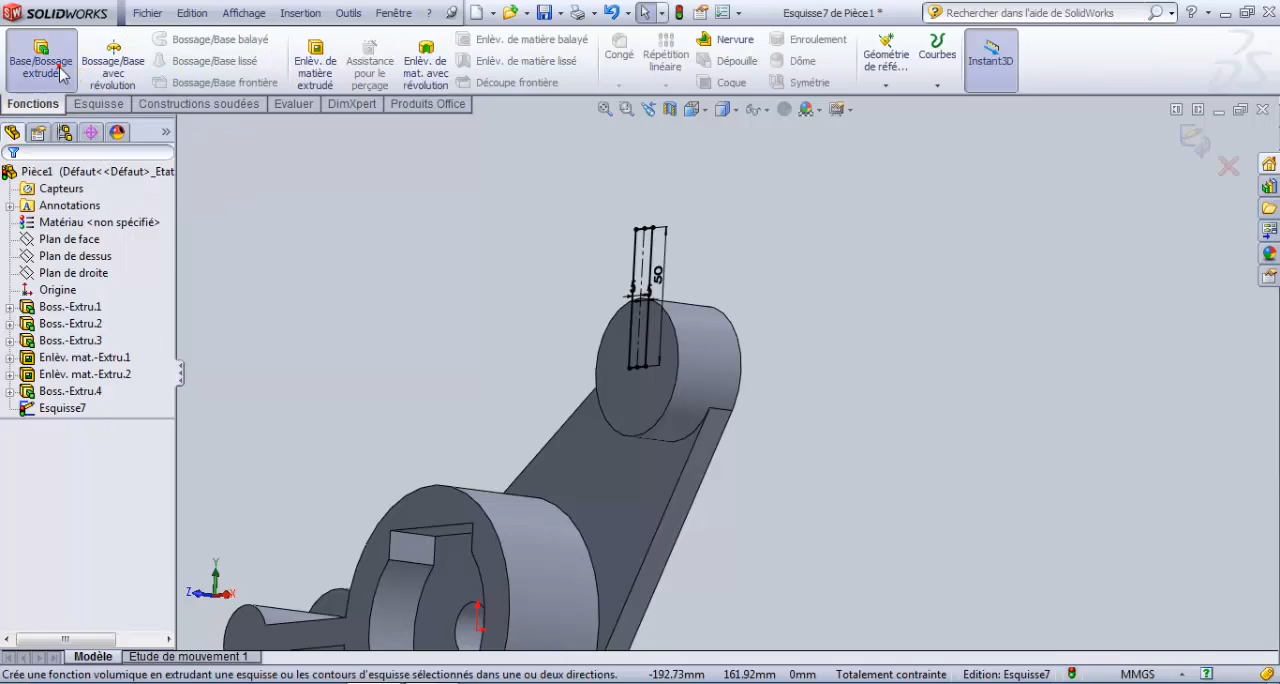 SOLIDWORKS Fichier Edition Affichage Insertion Outils Fenêtre ? Esquisse7 de Pièce1 * Rechercher dans l'aide de SolidWorks
Base/Bossage extrudé
Bossage/Base avec révolution
Bossage/Base balayé
Bossage/Base lissé
Bossage/Base frontière
Enlèv. de matière extrudé
Assistance pour le perçage
Enlèv. de mat. avec révolution
Enlèv. de matière balayé
Enlèv. de matière lissé
Découpe frontière
Congé
Répétition linéaire
Nervure
Dépouille
Coque
Enroulement
Dôme
Symétrie
Géométrie de réfé...
Courbes
Instant3D
Fonctions Esquisse Constructions soudées Evaluer DimXpert Produits Office
Pièce1 (Défaut<<Défaut>_Etat
Capteurs
Annotations
Matériau <non spécifié>
Plan de face
Plan de dessus
Plan de droite
Origine
Boss.-Extru.1
Boss.-Extru.2
Boss.-Extru.3
Enlèv. mat.-Extru.1
Enlèv. mat.-Extru.2
Boss.-Extru.4
Esquisse7
50
5 5
Y
Z X
Modèle Etude de mouvement 1
Crée une fonction volumique en extrudant une esquisse ou les contours d'esquisse sélectionnés dans une ou deux directions. -192.73mm 161.92mm 0mm Totalement contrainte Edition: Esquisse7 MMGS